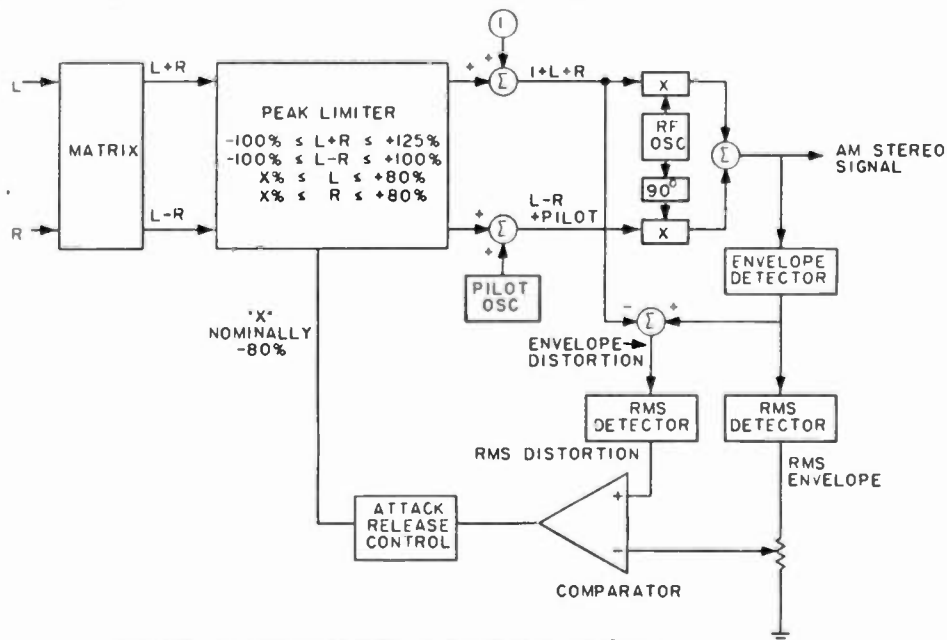 L
R
MATRIX
L+R
L-R
PEAK LIMITER
-100% ≤ L+R ≤ +125%
-100% ≤ L-R ≤ +100%
X% ≤ L ≤ +80%
X% ≤ R ≤ +80%
1
+
+
Σ
1+L+R
+
+
Σ
L-R
+PILOT
PILOT
OSC
X
RF
OSC
90°
X
Σ
AM STEREO
SIGNAL
ENVELOPE
DETECTOR
-
Σ
+
ENVELOPE
DISTORTION
RMS
DETECTOR
RMS
DETECTOR
RMS DISTORTION
RMS
ENVELOPE
"X"
NOMINALLY
-80%
ATTACK
RELEASE
CONTROL
+
-
COMPARATOR